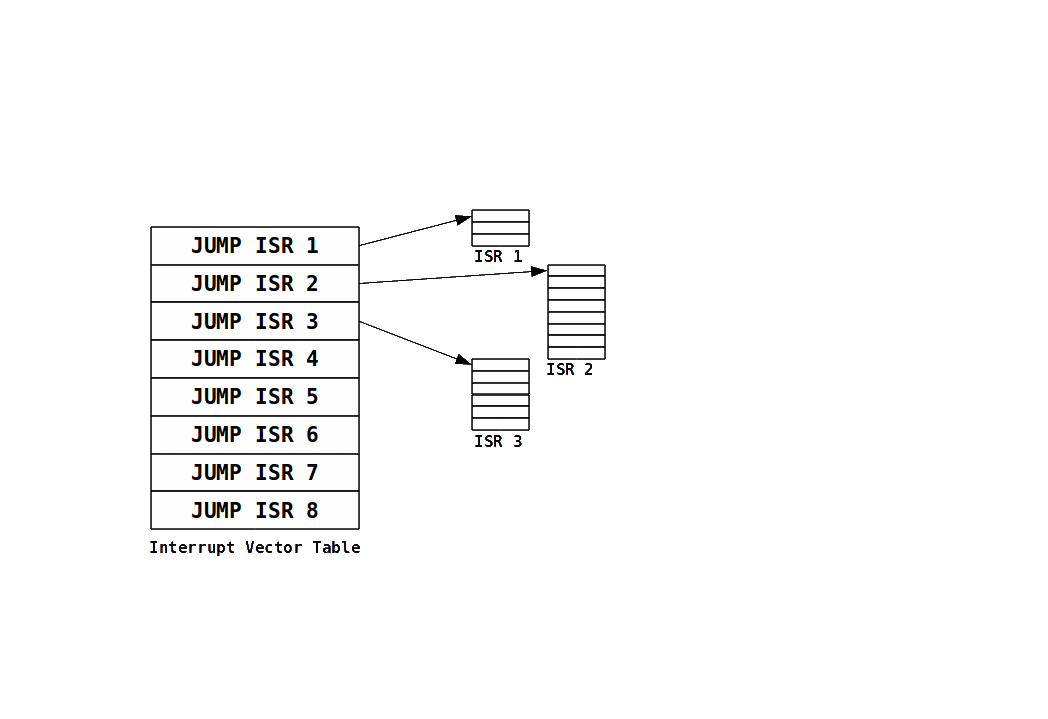 JUMP ISR 1
JUMP ISR 2
JUMP ISR 3
JUMP ISR 4
JUMP ISR 5
JUMP ISR 6
JUMP ISR 7
JUMP ISR 8
Interrupt Vector Table
ISR 1
ISR 2
ISR 3